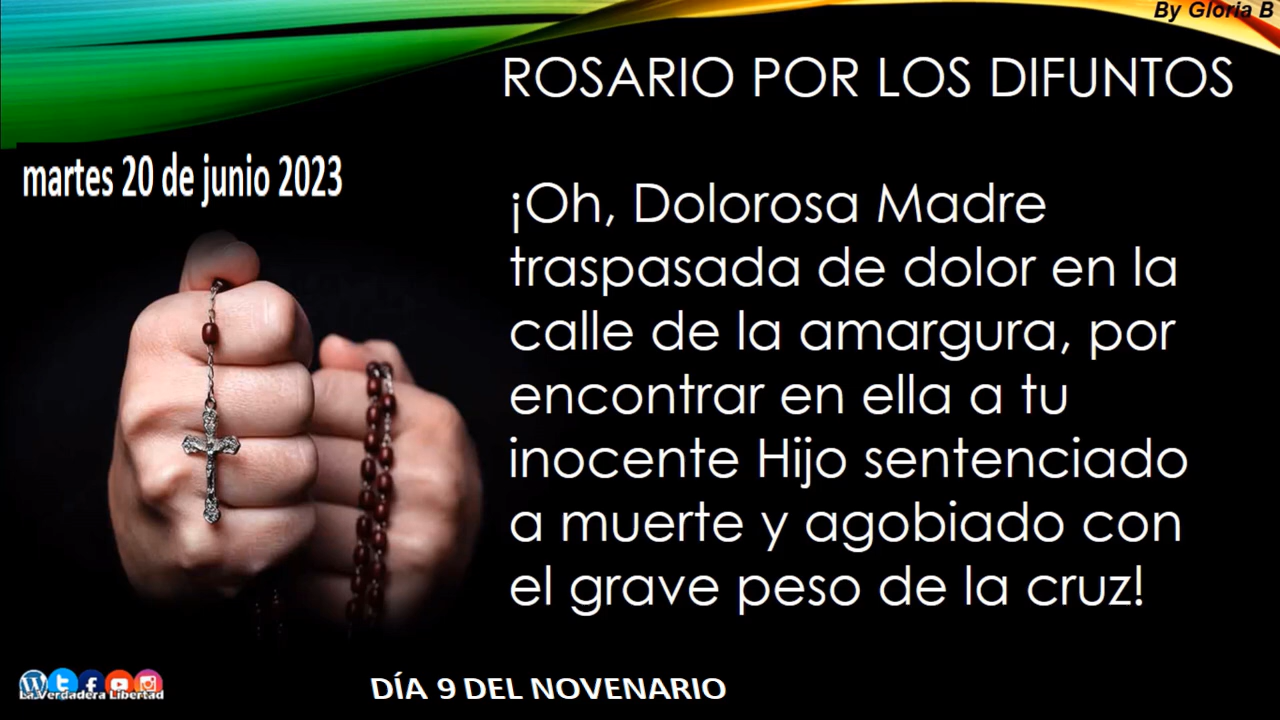 By Gloria B
ROSARIO POR LOS DIFUNTOS
martes 20 de junio 2023
¡Oh, Dolorosa Madre
traspasada de dolor en la
calle de la amargura, por
encontrar en ella a tu
inocente Hijo sentenciado
a muerte y agobiado con
el grave peso de la cruz!
La Verdadera Libertad
DÍA 9 DEL NOVENARIO